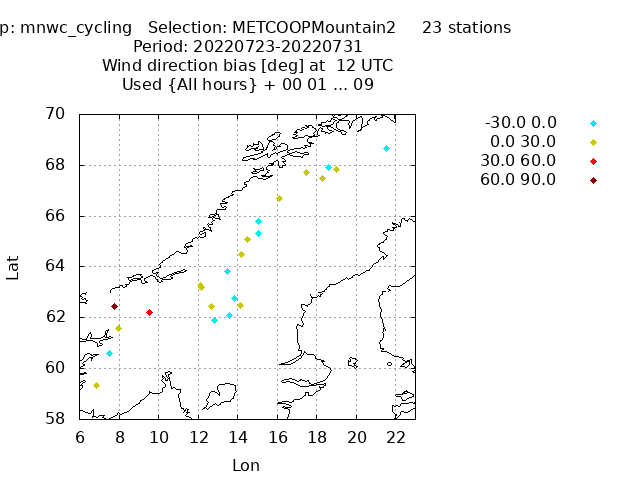 p: mnwc_cycling   Selection: METCOOPMountain2     23 stations
Period: 20220723-20220731
Wind direction bias [deg] at  12 UTC
Used {All hours} + 00 01 ... 09
-30.0 0.0
0.0 30.0
30.0 60.0
60.0 90.0
70
68
66
64
62
60
58
Lat
6 8 10 12 14 16 18 20 22
Lon